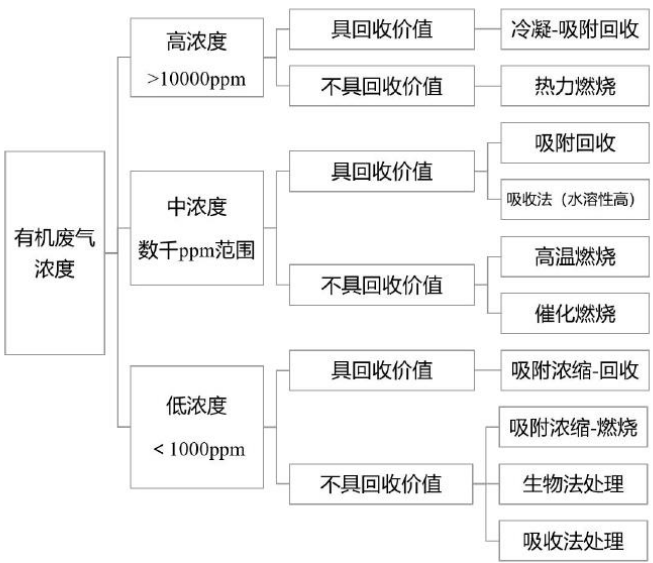 有机废气
浓度
高浓度
>10000ppm
具回收价值
冷凝-吸附回收
不具回收价值
热力燃烧
中浓度
数千ppm范围
具回收价值
吸附回收
吸收法（水溶性高）
不具回收价值
高温燃烧
催化燃烧
低浓度
< 1000ppm
具回收价值
吸附浓缩-回收
不具回收价值
吸附浓缩-燃烧
生物法处理
吸收法处理